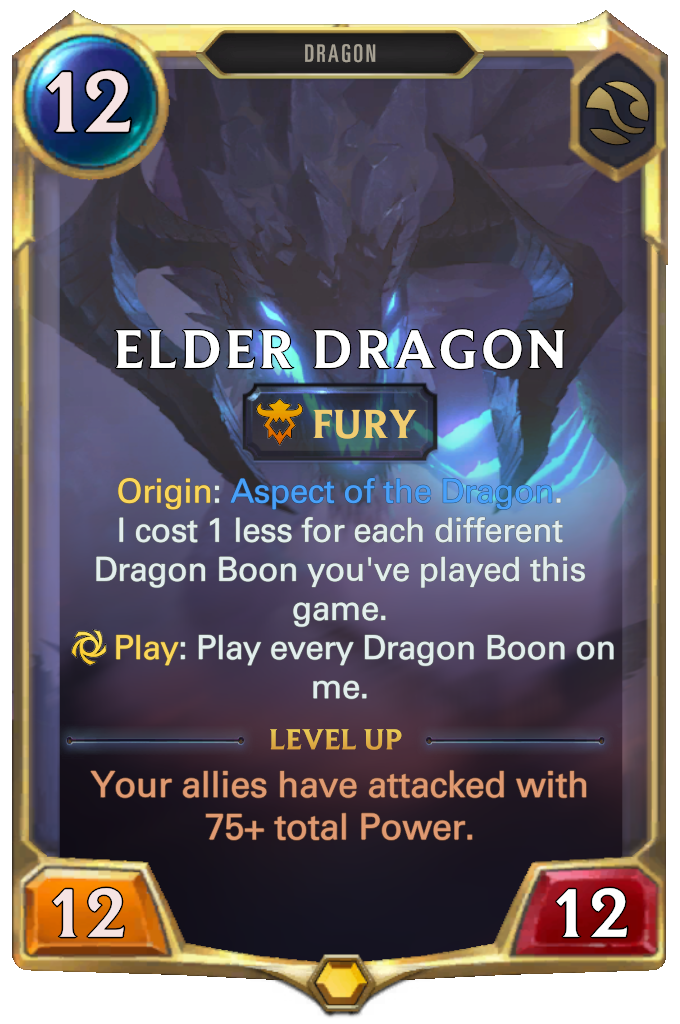 DRAGON
12
ELDER DRAGON
FURY
Origin: Aspect of the Dragon.
I cost 1 less for each different
Dragon Boon you've played this
game.
Play: Play every Dragon Boon on
me.
LEVEL UP
Your allies have attacked with
75+ total Power.
12
12